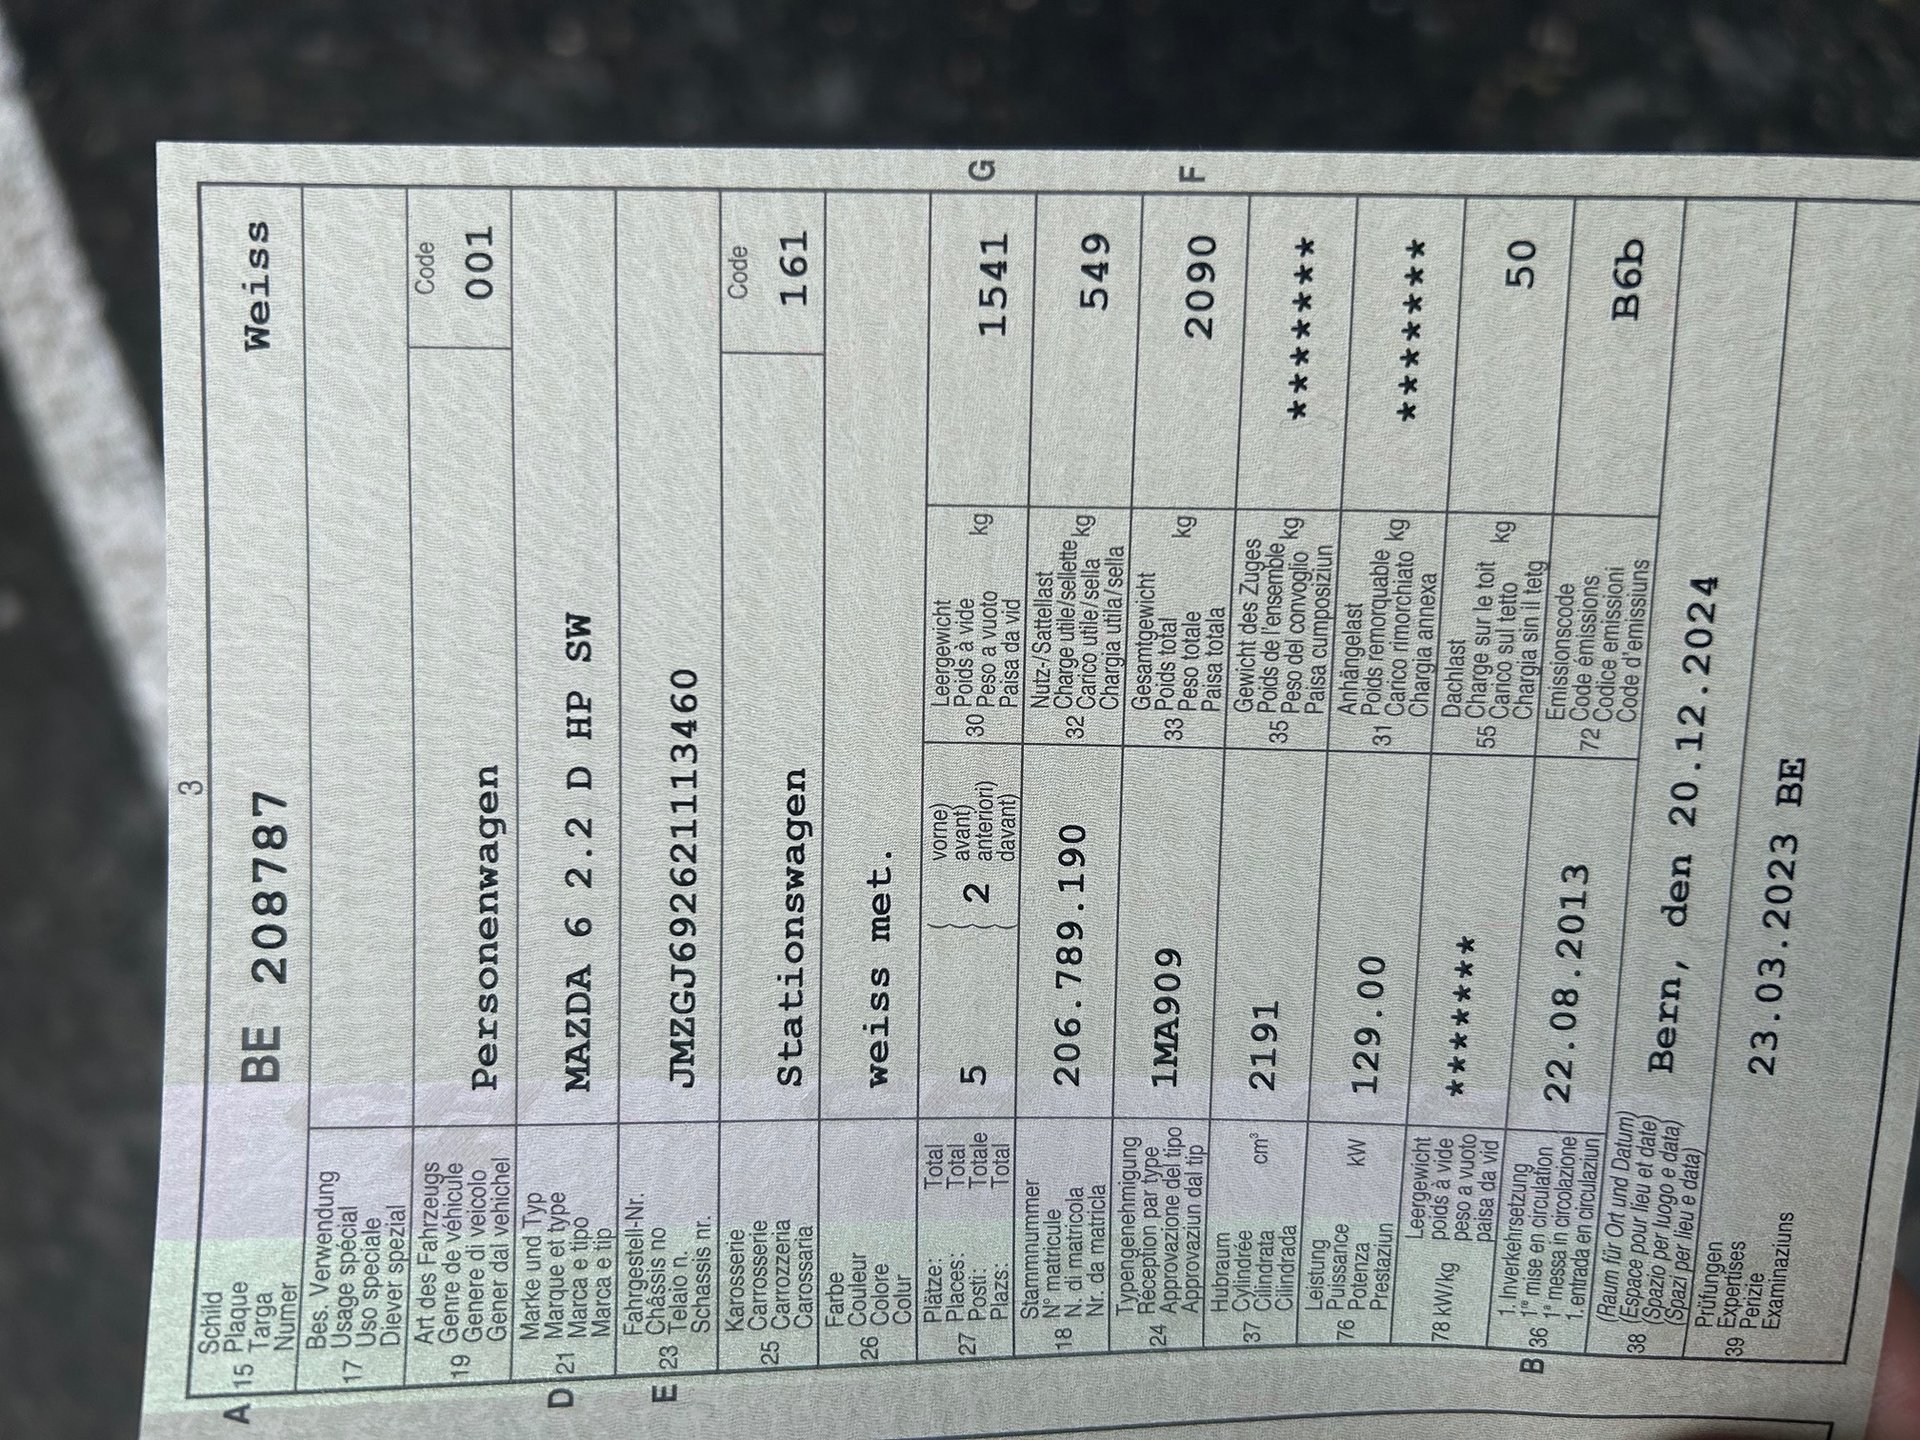 3
A 15 Schild
Plaque
Targa
Numer
BE 208787 Weiss
17 Bes. Verwendung
Usage spécial
Uso speciale
Diever spezial
19 Art des Fahrzeugs
Genre de véhicule
Genere di veicolo
Gener dal vehichel
Personenwagen
Code
001
D 21 Marke und Typ
Marque et type
Marca e tipo
Marca e tip
MAZDA 6 2.2 D HP SW
E 23 Fahrgestell-Nr.
Châssis no
Telaio n.
Schassis nr.
JMZGJ692621113460
25 Karosserie
Carrosserie
Carrozzeria
Carossaria
Stationswagen
Code
161
26 Farbe
Couleur
Colore
Colur
weiss met.
27 Plätze: Total
Places: Total
Posti: Totale
Plazs: Total
5
2
vorne)
avant)
anteriori)
davant)
30 Leergewicht
Poids à vide
Peso a vuoto kg
Paisa da vid
1541
G
18 Stammnummer
N° matricule
N. di matricola
Nr. da matricla
206.789.190
32 Nutz-/Sattellast
Charge utile/sellette
Carico utile/sella kg
Chargia utila/sella
549
24 Typengenehmigung
Réception par type
Approvazione del tipo
Approvaziun dal tip
1MA909
33 Gesamtgewicht
Poids total
Peso totale kg
Paisa totala
2090
F
37 Hubraum
Cylindrée cm³
Cilindrata
Cilindrada
2191
35 Gewicht des Zuges
Poids de l'ensemble
Peso del convoglio kg
Paisa cumposiziun
*******
76 Leistung
Puissance kW
Potenza
Prestaziun
129.00
31 Anhängelast
Poids remorquable
Carico rimorchiato kg
Chargia annexa
*******
78 kW/kg Leergewicht
poids à vide
peso a vuoto
paisa da vid
******
55 Dachlast
Charge sur le toit
Carico sul tetto kg
Chargia sin il tetg
50
B 36 1. Inverkehrsetzung
1re mise en circulation
1a messa in circolazione
1. entrada en circulaziun
22.08.2013
72 Emissionscode
Code émissions
Codice emissioni
Code d'emissiuns
B6b
38 (Raum für Ort und Datum)
(Espace pour lieu et date)
(Spazio per luogo e data)
(Spazi per lieu e data)
Bern, den 20.12.2024
39 Prüfungen
Expertises
Perizie
Examinaziuns
23.03.2023 BE